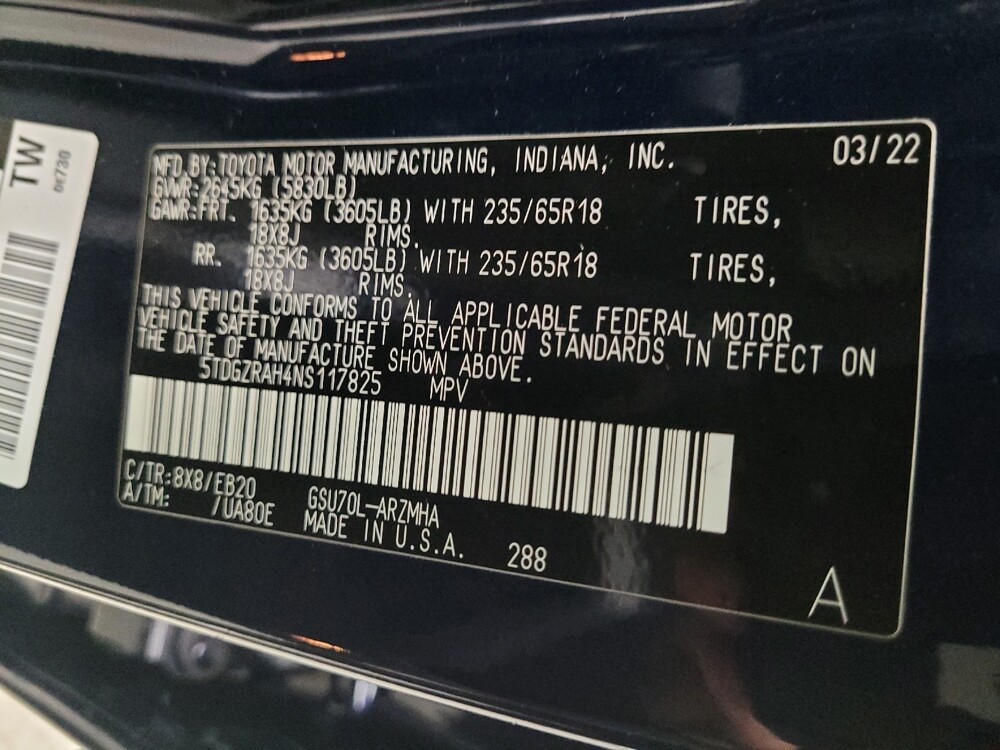 TW
0E730
MFD.BY:TOYOTA MOTOR MANUFACTURING, INDIANA, INC. 03/22
GVWR:2645KG (5830LB)
GAWR:FRT. 1635KG (3605LB) WITH 235/65R18 TIRES,
18X8J RIMS.
RR. 1635KG (3605LB) WITH 235/65R18 TIRES,
18X8J RIMS.
THIS VEHICLE CONFORMS TO ALL APPLICABLE FEDERAL MOTOR
VEHICLE SAFETY AND THEFT PREVENTION STANDARDS IN EFFECT ON
THE DATE OF MANUFACTURE SHOWN ABOVE.
5TDGZRAH4NS117825 MPV
C/TR:8X8/EB20 GSU70L-ARZMHA
A/TM: /UA80E MADE IN U.S.A. 288
A